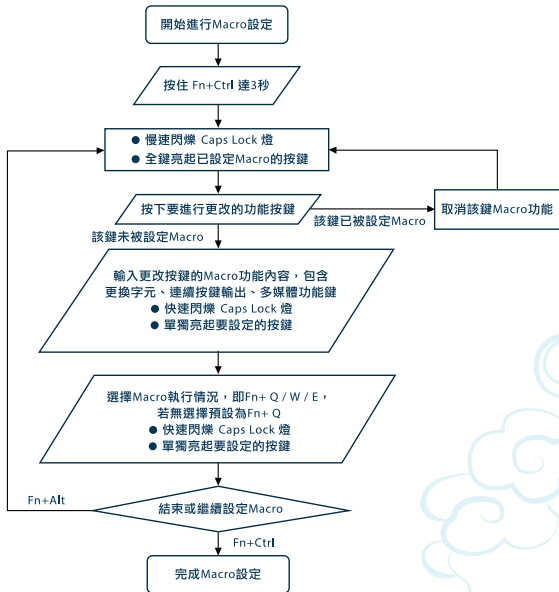 開始進行Macro設定
按住 Fn+Ctrl 達3秒
● 慢速閃爍 Caps Lock 燈
● 全鍵亮起已設定Macro的按鍵
按下要進行更改的功能按鍵
該鍵已被設定Macro
取消該鍵Macro功能
該鍵未被設定Macro
輸入更改按鍵的Macro功能內容，包含
更換字元、連續按鍵輸出、多媒體功能鍵
● 快速閃爍 Caps Lock 燈
● 單獨亮起要設定的按鍵
選擇Macro執行情況，即Fn+ Q / W / E，
若無選擇預設為Fn+ Q
● 快速閃爍 Caps Lock 燈
● 單獨亮起要設定的按鍵
Fn+Alt
結束或繼續設定Macro
Fn+Ctrl
完成Macro設定